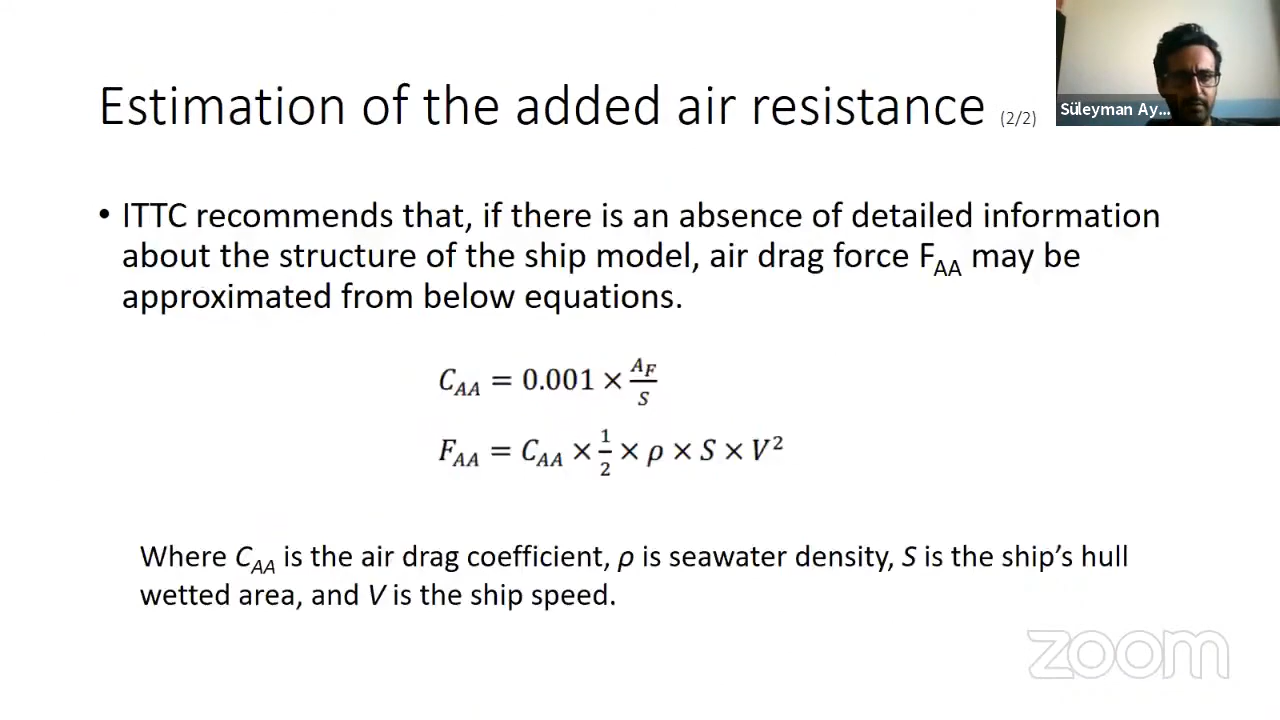 Estimation of the added air resistance (2/2)
Süleyman Ay...
• ITTC recommends that, if there is an absence of detailed information
about the structure of the ship model, air drag force F_AA may be
approximated from below equations.
C_AA = 0.001 × A_F/S
F_AA = C_AA × 1/2 × ρ × S × V²
Where C_AA is the air drag coefficient, ρ is seawater density, S is the ship's hull
wetted area, and V is the ship speed.
zoom